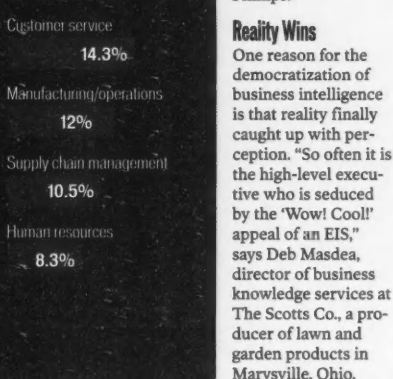 Customer service
14.3%
Manufacturing/operations
12%
Supply chain management
10.5%
Human resources
8.3%
Reality Wins
One reason for the
democratization of
business intelligence
is that reality finally
caught up with per-
ception. “So often it is
the high-level execu-
tive who is seduced
by the ‘Wow! Cool!’
appeal of an EIS,”
says Deb Masdea,
director of business
knowledge services at
The Scotts Co., a pro-
ducer of lawn and
garden products in
Marysville, Ohio.